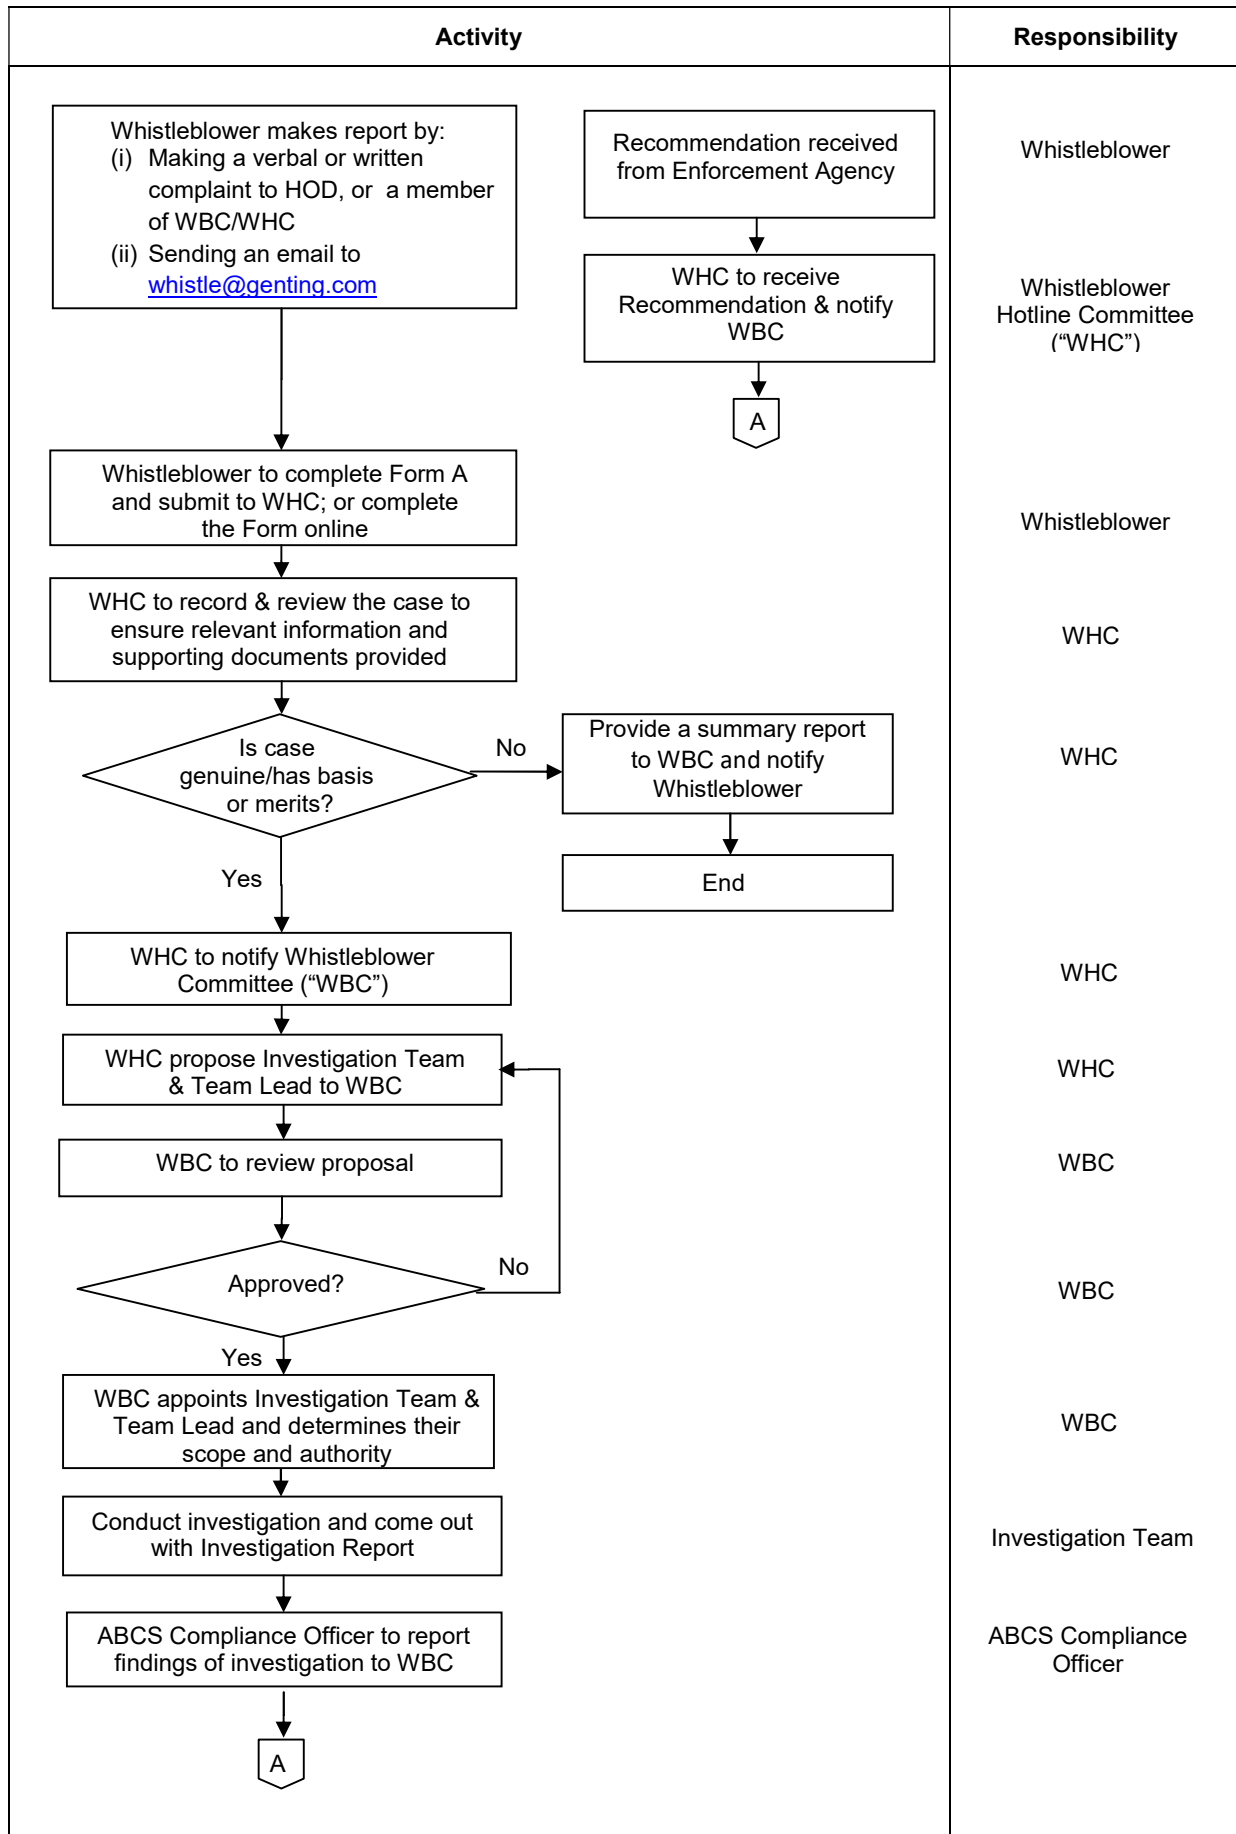 Activity
Responsibility
Whistleblower makes report by:
(i) Making a verbal or written
complaint to HOD, or a member
of WBC/WHC
(ii) Sending an email to
whistle@genting.com
Recommendation received
from Enforcement Agency
Whistleblower
WHC to receive
Recommendation & notify
WBC
Whistleblower
Hotline Committee
(“WHC”)
A
Whistleblower to complete Form A
and submit to WHC; or complete
the Form online
Whistleblower
WHC to record & review the case to
ensure relevant information and
supporting documents provided
WHC
Is case
genuine/has basis
or merits?
No
Provide a summary report
to WBC and notify
Whistleblower
WHC
Yes
End
WHC to notify Whistleblower
Committee (“WBC”)
WHC
WHC propose Investigation Team
& Team Lead to WBC
WHC
WBC to review proposal
WBC
Approved?
No
WBC
Yes
WBC appoints Investigation Team &
Team Lead and determines their
scope and authority
WBC
Conduct investigation and come out
with Investigation Report
Investigation Team
ABCS Compliance Officer to report
findings of investigation to WBC
ABCS Compliance
Officer
A